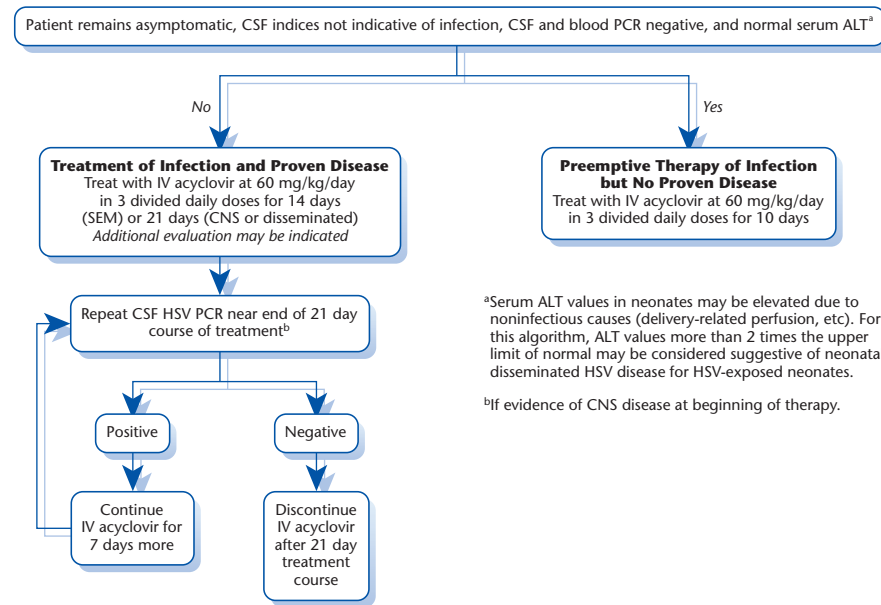 Patient remains asymptomatic, CSF indices not indicative of infection, CSF and blood PCR negative, and normal serum ALTa
No
Yes
Treatment of Infection and Proven Disease
Treat with IV acyclovir at 60 mg/kg/day
in 3 divided daily doses for 14 days
(SEM) or 21 days (CNS or disseminated)
Additional evaluation may be indicated
Preemptive Therapy of Infection
but No Proven Disease
Treat with IV acyclovir at 60 mg/kg/day
in 3 divided daily doses for 10 days
Repeat CSF HSV PCR near end of 21 day
course of treatmentb
Positive
Negative
Continue
IV acyclovir for
7 days more
Discontinue
IV acyclovir
after 21 day
treatment
course
aSerum ALT values in neonates may be elevated due to
noninfectious causes (delivery-related perfusion, etc). For
this algorithm, ALT values more than 2 times the upper
limit of normal may be considered suggestive of neonata
disseminated HSV disease for HSV-exposed neonates.
bIf evidence of CNS disease at beginning of therapy.